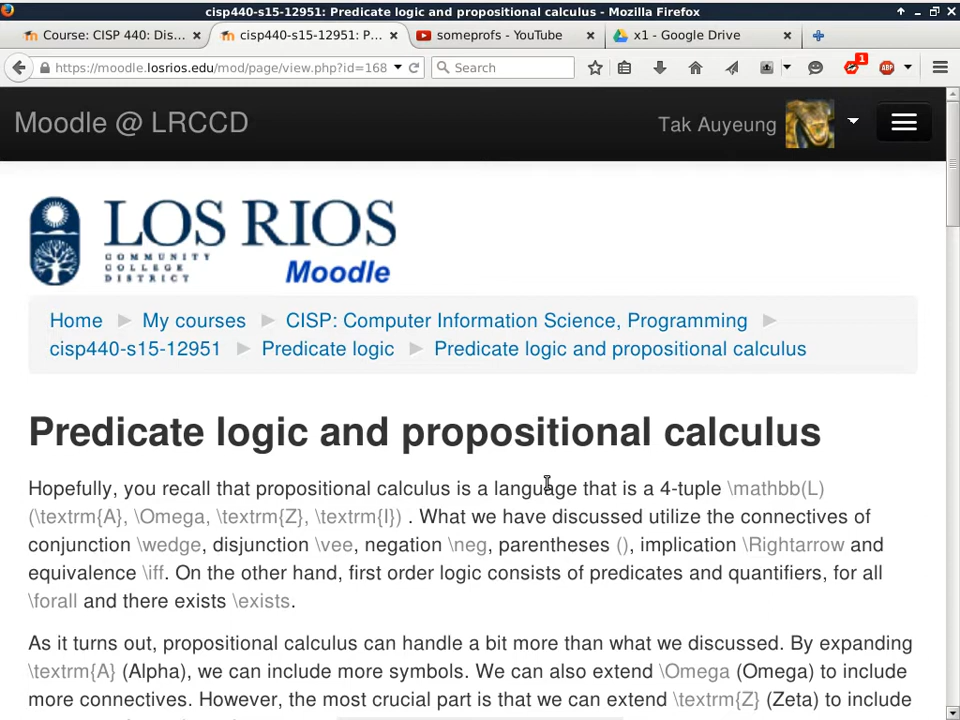 cisp440-s15-12951: Predicate logic and propositional calculus - Mozilla Firefox
Course: CISP 440: Dis... cisp440-s15-12951: P... someprofs - YouTube x1 - Google Drive
https://moodle.losrios.edu/mod/page/view.php?id=168 Search 1 ABP
Moodle @ LRCCD Tak Auyeung
LOS RIOS
COMMUNITY
COLLEGE
DISTRICT
Moodle
Home My courses CISP: Computer Information Science, Programming
cisp440-s15-12951 Predicate logic Predicate logic and propositional calculus
Predicate logic and propositional calculus
Hopefully, you recall that propositional calculus is a language that is a 4-tuple \mathbb(L)
(\textrm{A}, \Omega, \textrm{Z}, \textrm{I}) . What we have discussed utilize the connectives of
conjunction \wedge, disjunction \vee, negation \neg, parentheses (), implication \Rightarrow and
equivalence \iff. On the other hand, first order logic consists of predicates and quantifiers, for all
\forall and there exists \exists.
As it turns out, propositional calculus can handle a bit more than what we discussed. By expanding
\textrm{A} (Alpha), we can include more symbols. We can also extend \Omega (Omega) to include
more connectives. However, the most crucial part is that we can extend \textrm{Z} (Zeta) to include